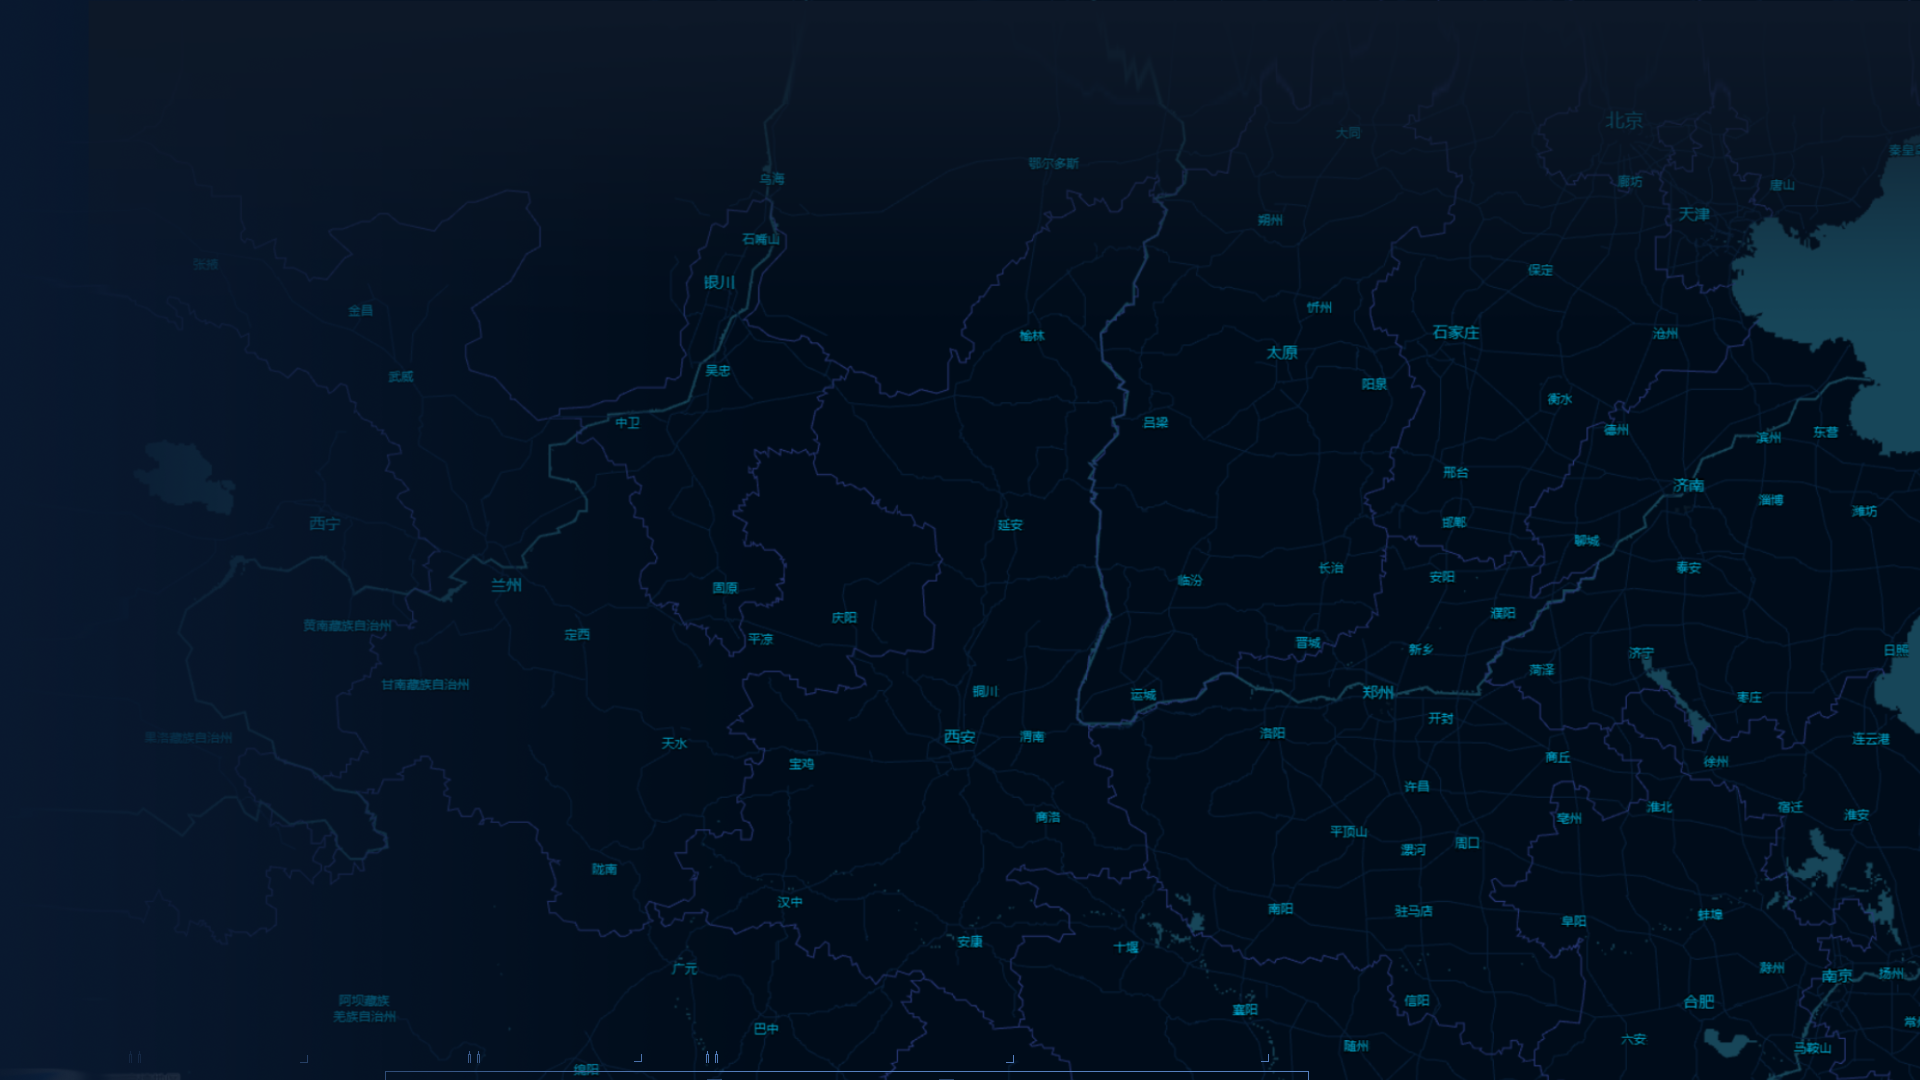 北京
大同
秦皇
鄂尔多斯
乌海
廊坊
唐山
天津
朔州
石嘴山
张掖
银川
保定
金昌
忻州
榆林
石家庄
沧州
太原
武威
吴忠
阳泉
衡水
中卫
吕梁
德州
滨州
东营
邢台
济南
淄博
潍坊
西宁
延安
邯郸
聊城
兰州
固原
临汾
长治
安阳
泰安
庆阳
濮阳
黄南藏族自治州
定西
平凉
晋城
新乡
济宁
日照
甘南藏族自治州
铜川
运城
郑州
菏泽
枣庄
果洛藏族自治州
天水
西安
渭南
洛阳
开封
连云港
宝鸡
商丘
徐州
许昌
商洛
亳州
淮北
宿迁
淮安
平顶山
漯河
周口
陇南
汉中
南阳
驻马店
阜阳
蚌埠
安康
十堰
广元
滁州
南京
扬州
阿坝藏族
羌族自治州
襄阳
信阳
合肥
常
巴中
随州
六安
马鞍山
绵阳